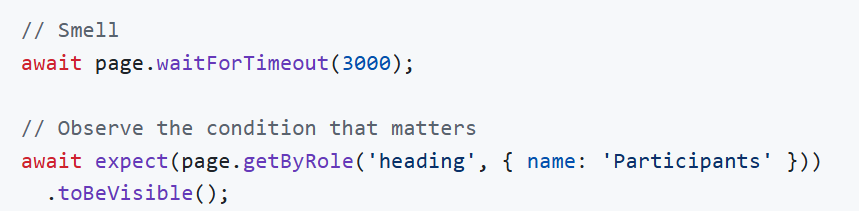 // Smell
await page.waitForTimeout(3000);

// Observe the condition that matters
await expect(page.getByRole('heading', { name: 'Participants' }))
  .toBeVisible();